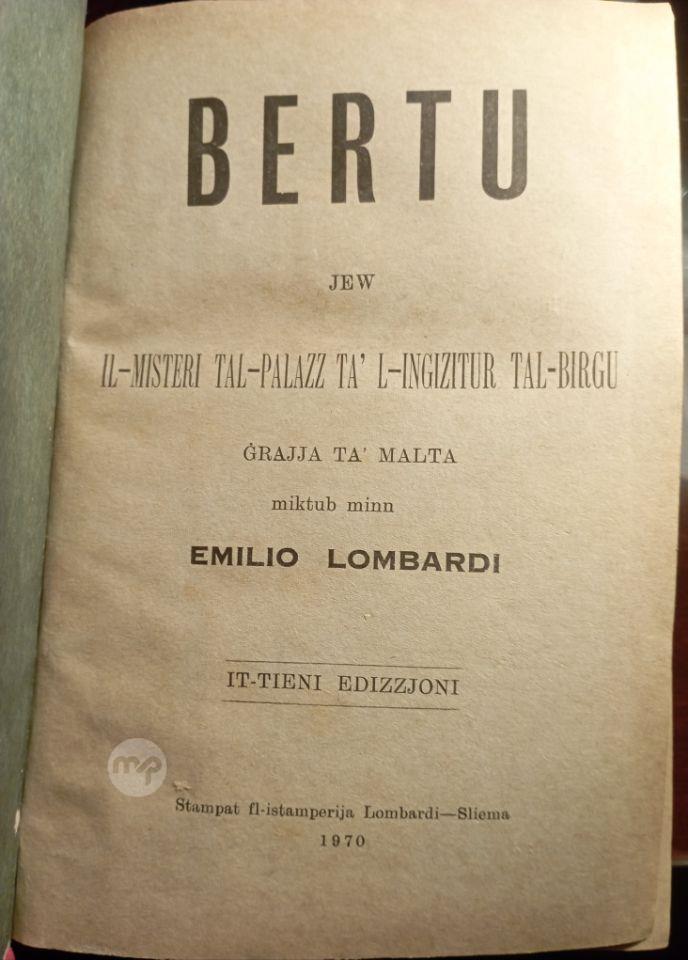 BERTU
JEW
IL-MISTERI TAL-PALAZZ TA' L-INGIZITUR TAL-BIRGU
ĠRAJJA TA' MALTA
miktub minn
EMILIO LOMBARDI
IT-TIENI EDIZZJONI
mp
Stampat fl-istamperija Lombardi—Sliema
1970